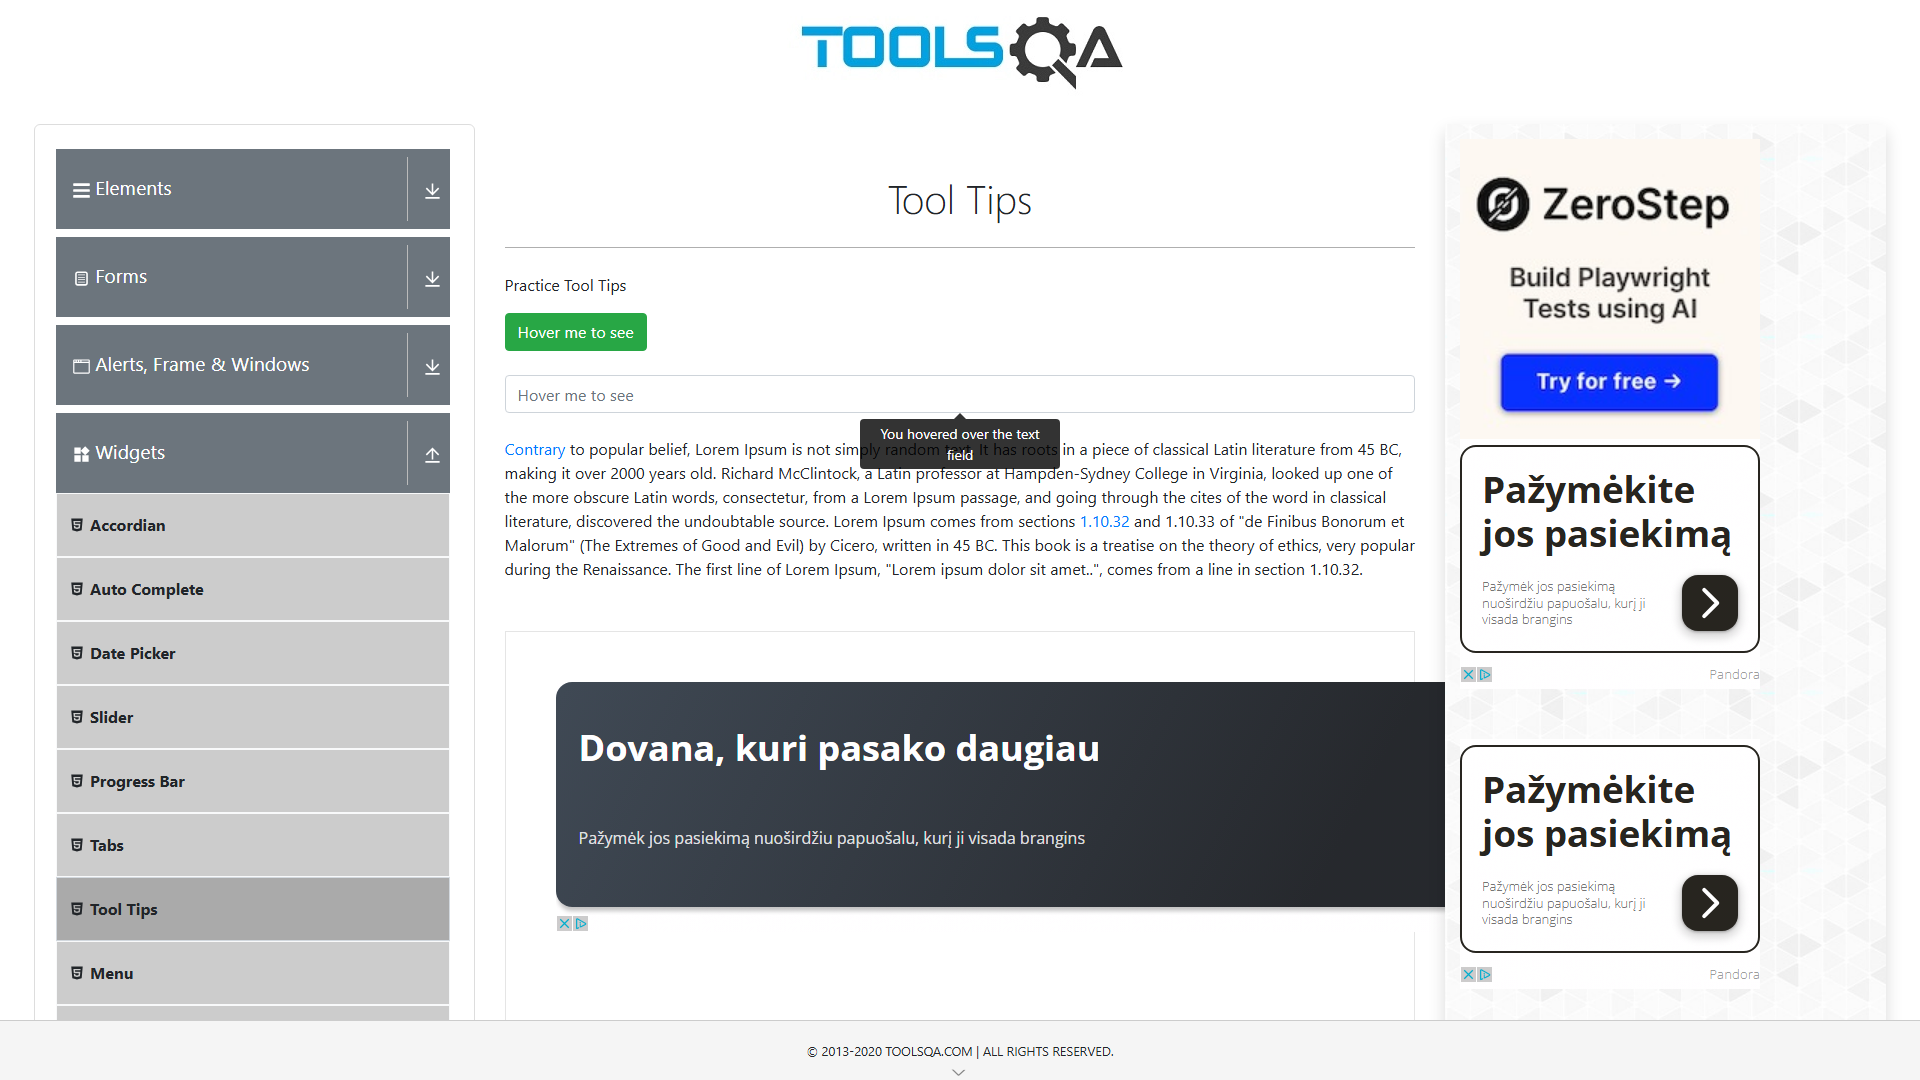 TOOLSQA
Elements
Forms
Alerts, Frame & Windows
Widgets
Accordian
Auto Complete
Date Picker
Slider
Progress Bar
Tabs
Tool Tips
Menu
Tool Tips
Practice Tool Tips
Hover me to see
Hover me to see
You hovered over the text
field
Contrary to popular belief, Lorem Ipsum is not simply random text. It has roots in a piece of classical Latin literature from 45 BC,
making it over 2000 years old. Richard McClintock, a Latin professor at Hampden-Sydney College in Virginia, looked up one of
the more obscure Latin words, consectetur, from a Lorem Ipsum passage, and going through the cites of the word in classical
literature, discovered the undoubtable source. Lorem Ipsum comes from sections 1.10.32 and 1.10.33 of "de Finibus Bonorum et
Malorum" (The Extremes of Good and Evil) by Cicero, written in 45 BC. This book is a treatise on the theory of ethics, very popular
during the Renaissance. The first line of Lorem Ipsum, "Lorem ipsum dolor sit amet..", comes from a line in section 1.10.32.
Dovana, kuri pasako daugiau
Pažymėk jos pasiekimą nuoširdžiu papuošalu, kurį ji visada brangins
ZeroStep
Build Playwright
Tests using AI
Try for free →
Pažymėkite
jos pasiekimą
Pažymėk jos pasiekimą
nuoširdžiu papuošalu, kurį ji
visada brangins
Pandora
Pažymėkite
jos pasiekimą
Pažymėk jos pasiekimą
nuoširdžiu papuošalu, kurį ji
visada brangins
Pandora
© 2013-2020 TOOLSQA.COM | ALL RIGHTS RESERVED.